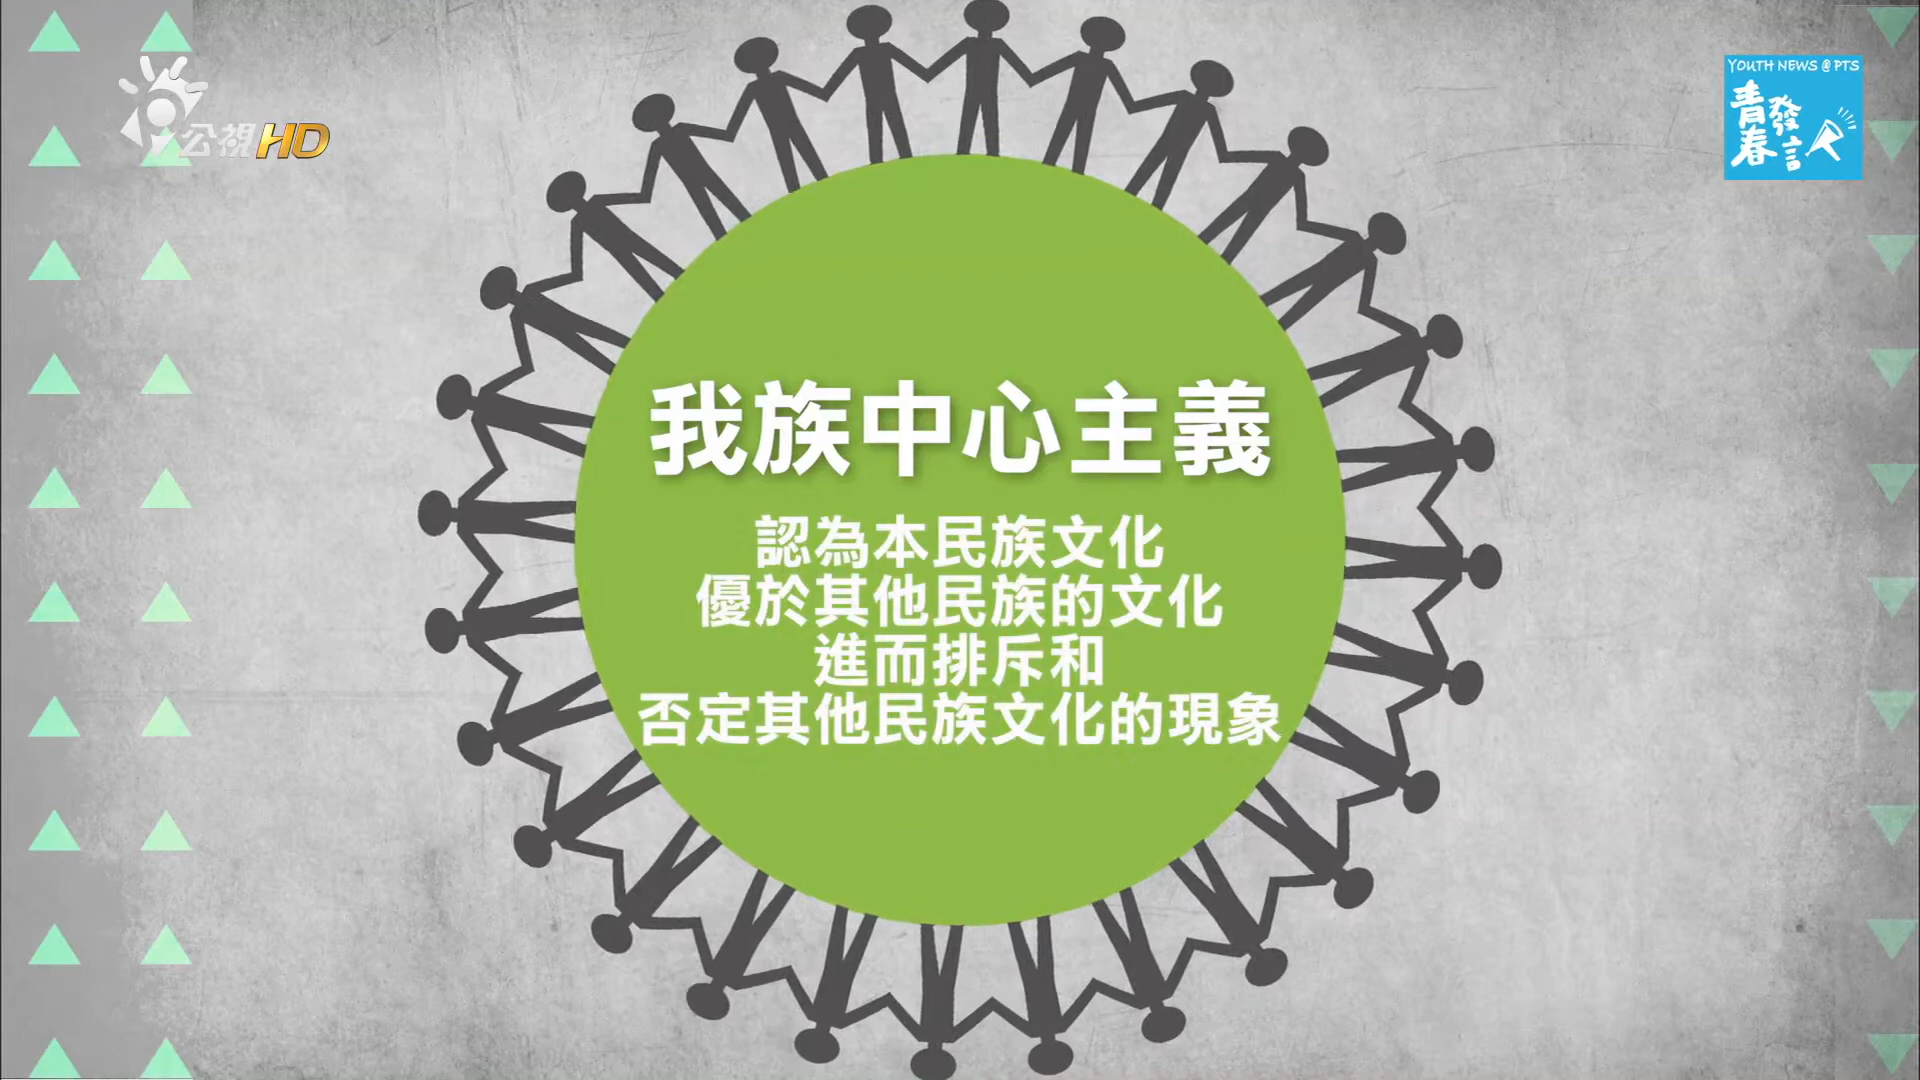 公視HD
YOUTH NEWS @ PTS
青春發言
我族中心主義
認為本民族文化
優於其他民族的文化
進而排斥和
否定其他民族文化的現象